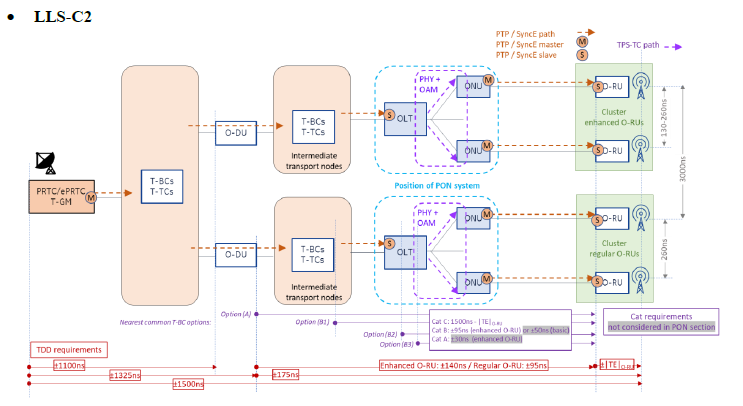 • LLS-C2
PTP / SyncE path
PTP / SyncE master M
PTP / SyncE slave S
TPS-TC path
PHY +
OAM
ONU M
S O-RU
S
OLT
T-BCs
T-TCs
O-DU
Cluster
enhanced O-RUs
130-260ns
ONU M
S O-RU
Intermediate
transport nodes
T-BCs
T-TCs
PRTC/ePRTC
T-GM
M
Position of PON system
3000ns
PHY +
OAM
ONU M
S O-RU
S
OLT
T-BCs
T-TCs
O-DU
Cluster
regular O-RUs
260ns
ONU M
S O-RU
Intermediate
transport nodes
Nearest common T-BC options:
Option (A)
Option (B1)
Option (B2)
Option (B3)
Cat C: 1500ns - |TE|O-RU
Cat B: ±95ns (enhanced O-RU) or ±50ns (basic)
Cat A: ±30ns (enhanced O-RU)
Cat requirements
not considered in PON section
TDD requirements
±1100ns
Enhanced O-RU: ±140ns / Regular O-RU: ±95ns
±|TE|O-RU
±1325ns
±175ns
±1500ns